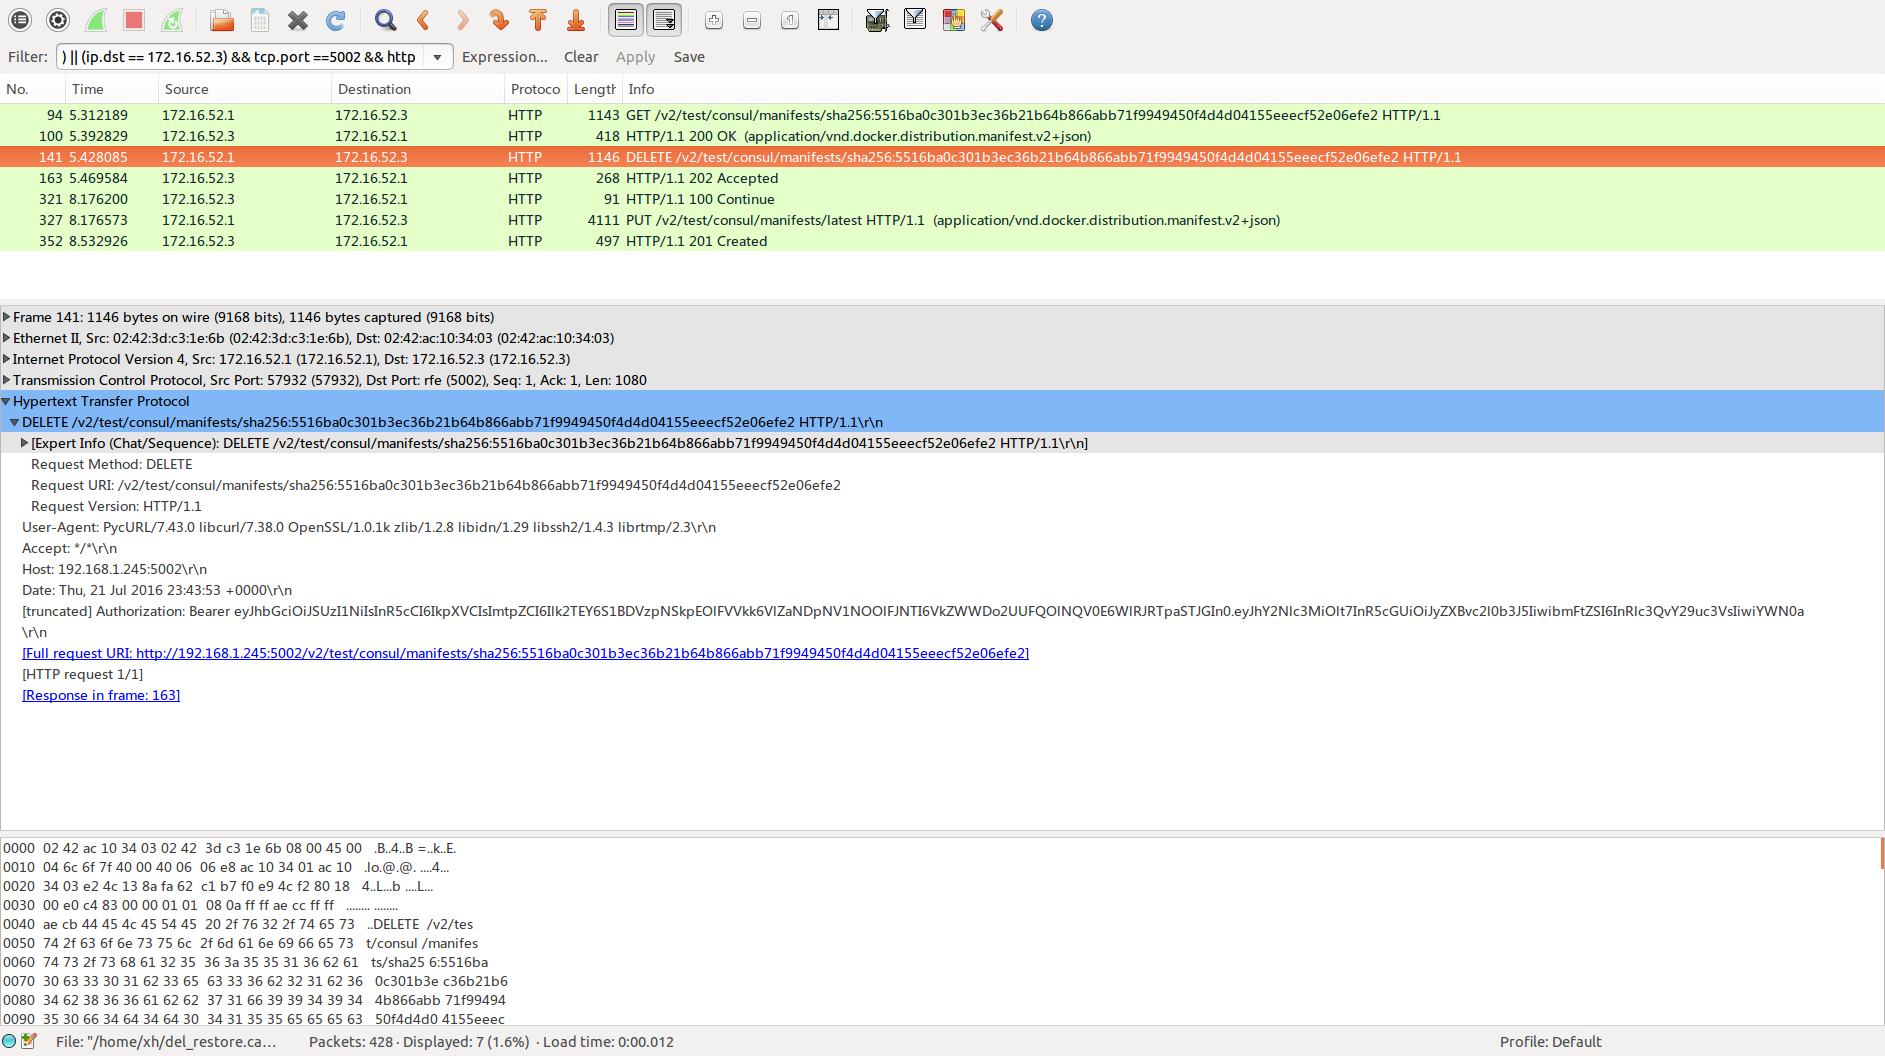 Filter: ) || (ip.dst == 172.16.52.3) && tcp.port ==5002 && http Expression... Clear Apply Save
No. Time Source Destination Protoco Length Info
94 5.312189 172.16.52.1 172.16.52.3 HTTP 1143 GET /v2/test/consul/manifests/sha256:5516ba0c301b3ec36b21b64b866abb71f9949450f4d4d04155eeecf52e06efe2 HTTP/1.1
100 5.392829 172.16.52.3 172.16.52.1 HTTP 418 HTTP/1.1 200 OK (application/vnd.docker.distribution.manifest.v2+json)
141 5.428085 172.16.52.1 172.16.52.3 HTTP 1146 DELETE /v2/test/consul/manifests/sha256:5516ba0c301b3ec36b21b64b866abb71f9949450f4d4d04155eeecf52e06efe2 HTTP/1.1
163 5.469584 172.16.52.3 172.16.52.1 HTTP 268 HTTP/1.1 202 Accepted
321 8.176200 172.16.52.3 172.16.52.1 HTTP 91 HTTP/1.1 100 Continue
327 8.176573 172.16.52.1 172.16.52.3 HTTP 4111 PUT /v2/test/consul/manifests/latest HTTP/1.1 (application/vnd.docker.distribution.manifest.v2+json)
352 8.532926 172.16.52.3 172.16.52.1 HTTP 497 HTTP/1.1 201 Created
Frame 141: 1146 bytes on wire (9168 bits), 1146 bytes captured (9168 bits)
Ethernet II, Src: 02:42:3d:c3:1e:6b (02:42:3d:c3:1e:6b), Dst: 02:42:ac:10:34:03 (02:42:ac:10:34:03)
Internet Protocol Version 4, Src: 172.16.52.1 (172.16.52.1), Dst: 172.16.52.3 (172.16.52.3)
Transmission Control Protocol, Src Port: 57932 (57932), Dst Port: rfe (5002), Seq: 1, Ack: 1, Len: 1080
Hypertext Transfer Protocol
DELETE /v2/test/consul/manifests/sha256:5516ba0c301b3ec36b21b64b866abb71f9949450f4d4d04155eeecf52e06efe2 HTTP/1.1\r\n
[Expert Info (Chat/Sequence): DELETE /v2/test/consul/manifests/sha256:5516ba0c301b3ec36b21b64b866abb71f9949450f4d4d04155eeecf52e06efe2 HTTP/1.1\r\n]
Request Method: DELETE
Request URI: /v2/test/consul/manifests/sha256:5516ba0c301b3ec36b21b64b866abb71f9949450f4d4d04155eeecf52e06efe2
Request Version: HTTP/1.1
User-Agent: PycURL/7.43.0 libcurl/7.38.0 OpenSSL/1.0.1k zlib/1.2.8 libidn/1.29 libssh2/1.4.3 librtmp/2.3\r\n
Accept: */*\r\n
Host: 192.168.1.245:5002\r\n
Date: Thu, 21 Jul 2016 23:43:53 +0000\r\n
[truncated] Authorization: Bearer
\r\n
[Full request URI: http://192.168.1.245:5002/v2/test/consul/manifests/sha256:5516ba0c301b3ec36b21b64b866abb71f9949450f4d4d04155eeecf52e06efe2]
[HTTP request 1/1]
[Response in frame: 163]
0000 02 42 ac 10 34 03 02 42 3d c3 1e 6b 08 00 45 00 .B..4..B =..k..E.
0010 04 6c 6f 7f 40 00 40 06 06 e8 ac 10 34 01 ac 10 .lo.@.@. ....4...
0020 34 03 e2 4c 13 8a fa 62 c1 b7 f0 e9 4c f2 80 18 4..L...b ....L...
0030 00 e0 c4 83 00 00 01 01 08 0a ff ff ae cc ff ff ........ ........
0040 ae cb 44 45 4c 45 54 45 20 2f 76 32 2f 74 65 73 ..DELETE /v2/tes
0050 74 2f 63 6f 6e 73 75 6c 2f 6d 61 6e 69 66 65 73 t/consul /manifes
0060 74 73 2f 73 68 61 32 35 36 3a 35 35 31 36 62 61 ts/sha25 6:5516ba
0070 30 63 33 30 31 62 33 65 63 33 36 62 32 31 62 36 0c301b3e c36b21b6
0080 34 62 38 36 36 61 62 62 37 31 66 39 39 34 39 34 4b866abb 71f99494
0090 35 30 66 34 64 34 64 30 34 31 35 35 65 65 65 63 50f4d4d0 4155eeec
File: "/home/xh/del_restore.ca... Packets: 428 · Displayed: 7 (1.6%) · Load time: 0:00.012 Profile: Default